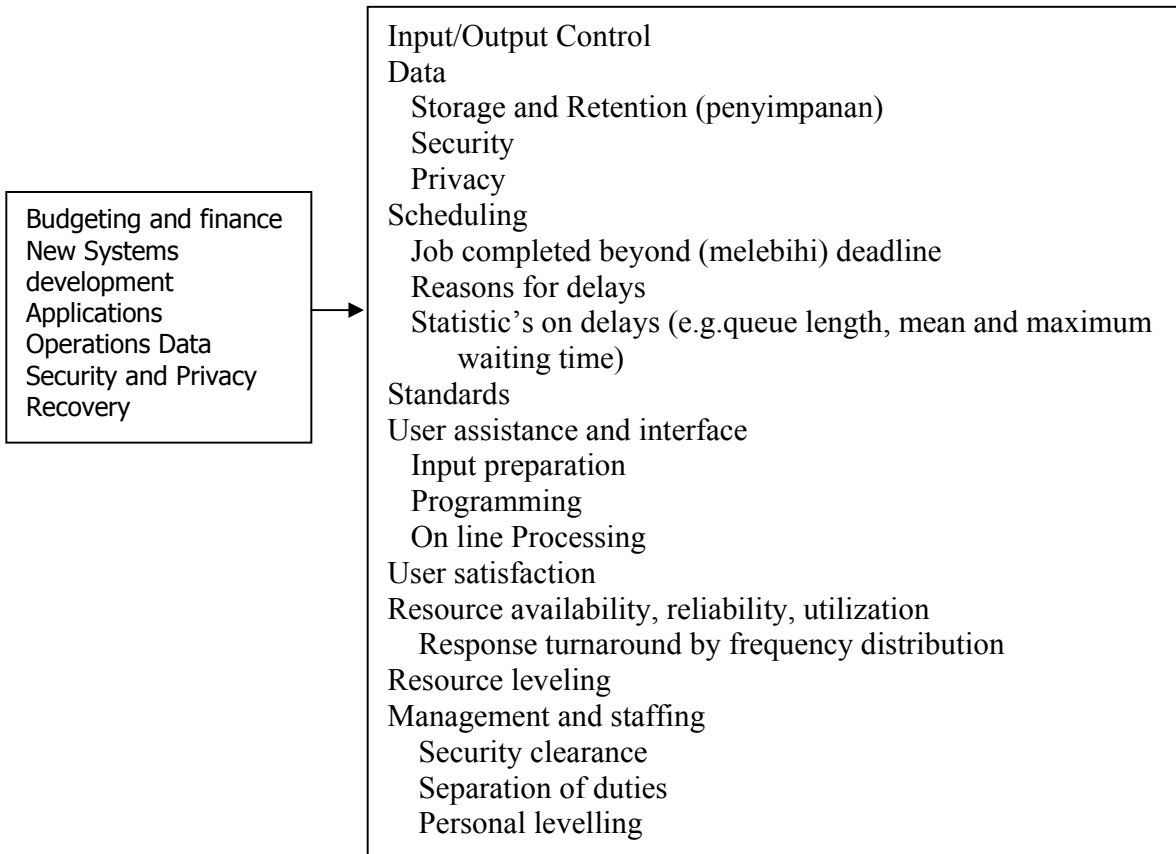 Budgeting and finance
New Systems
development
Applications
Operations Data
Security and Privacy
Recovery
Input/Output Control
Data
Storage and Retention (penyimpanan)
Security
Privacy
Scheduling
Job completed beyond (melebihi) deadline
Reasons for delays
Statistic’s on delays (e.g.queue length, mean and maximum
waiting time)
Standards
User assistance and interface
Input preparation
Programming
On line Processing
User satisfaction
Resource availability, reliability, utilization
Response turnaround by frequency distribution
Resource leveling
Management and staffing
Security clearance
Separation of duties
Personal levelling